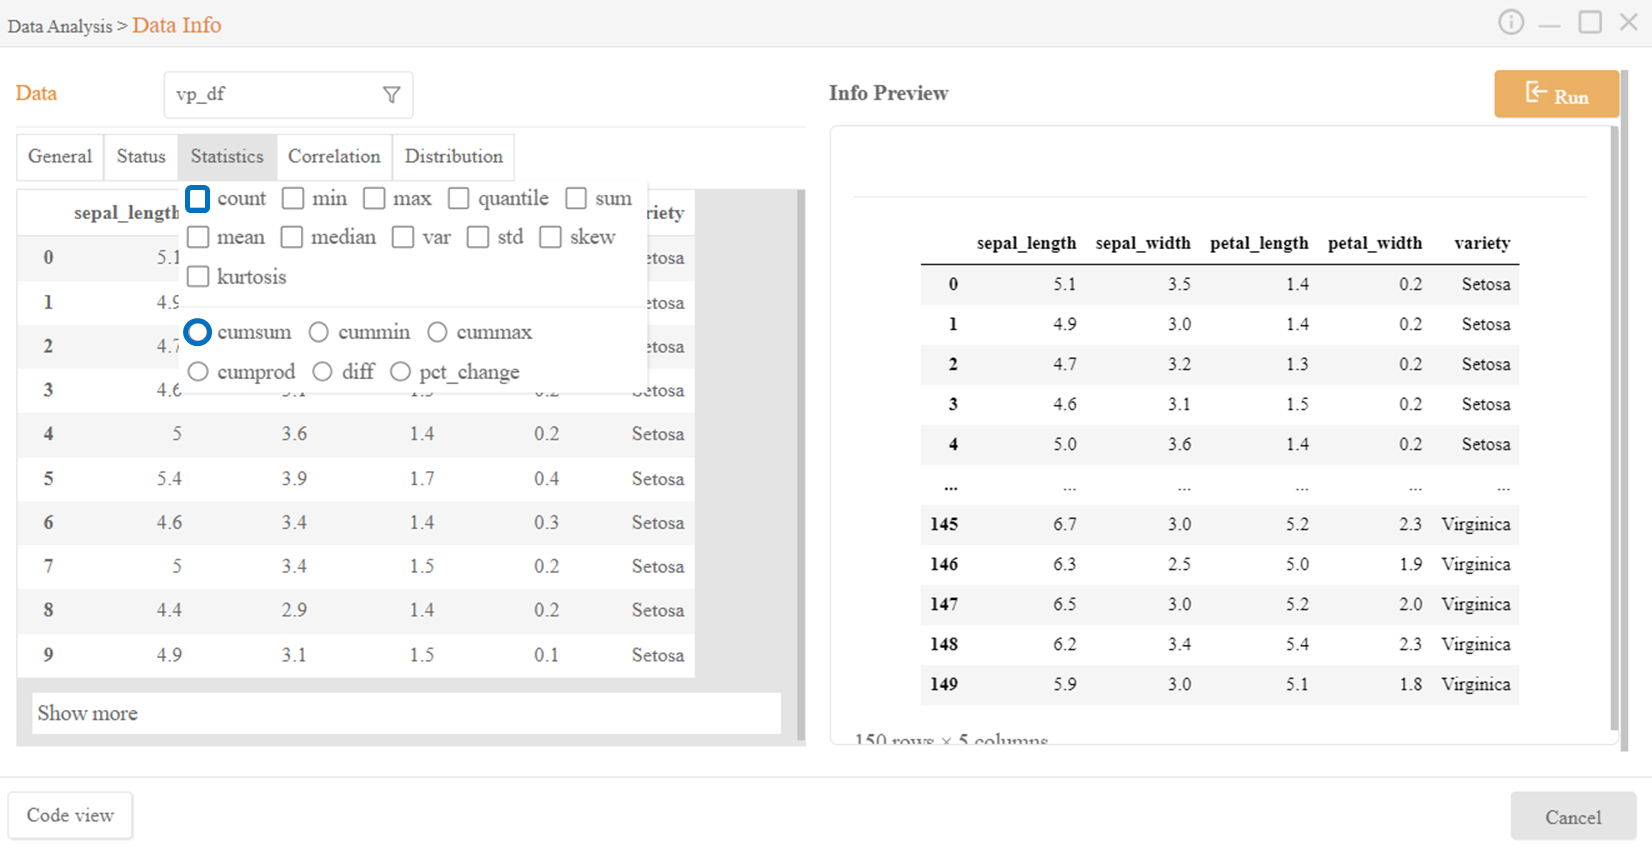 Data Analysis > Data Info
Data
vp_df
General Status Statistics Correlation Distribution
count min max quantile sum
mean median var std skew
kurtosis
cumsum cummin cummax
cumprod diff pct_change
sepal_length riety
0 5.1 etosa
1 4.9 etosa
2 4.7 etosa
3 4.6 etosa
4 5 3.6 1.4 0.2 Setosa
5 5.4 3.9 1.7 0.4 Setosa
6 4.6 3.4 1.4 0.3 Setosa
7 5 3.4 1.5 0.2 Setosa
8 4.4 2.9 1.4 0.2 Setosa
9 4.9 3.1 1.5 0.1 Setosa
Show more
Info Preview
Run
sepal_length sepal_width petal_length petal_width variety
0 5.1 3.5 1.4 0.2 Setosa
1 4.9 3.0 1.4 0.2 Setosa
2 4.7 3.2 1.3 0.2 Setosa
3 4.6 3.1 1.5 0.2 Setosa
4 5.0 3.6 1.4 0.2 Setosa
... ... ... ... ... ...
145 6.7 3.0 5.2 2.3 Virginica
146 6.3 2.5 5.0 1.9 Virginica
147 6.5 3.0 5.2 2.0 Virginica
148 6.2 3.4 5.4 2.3 Virginica
149 5.9 3.0 5.1 1.8 Virginica
150 rows × 5 columns
Code view
Cancel